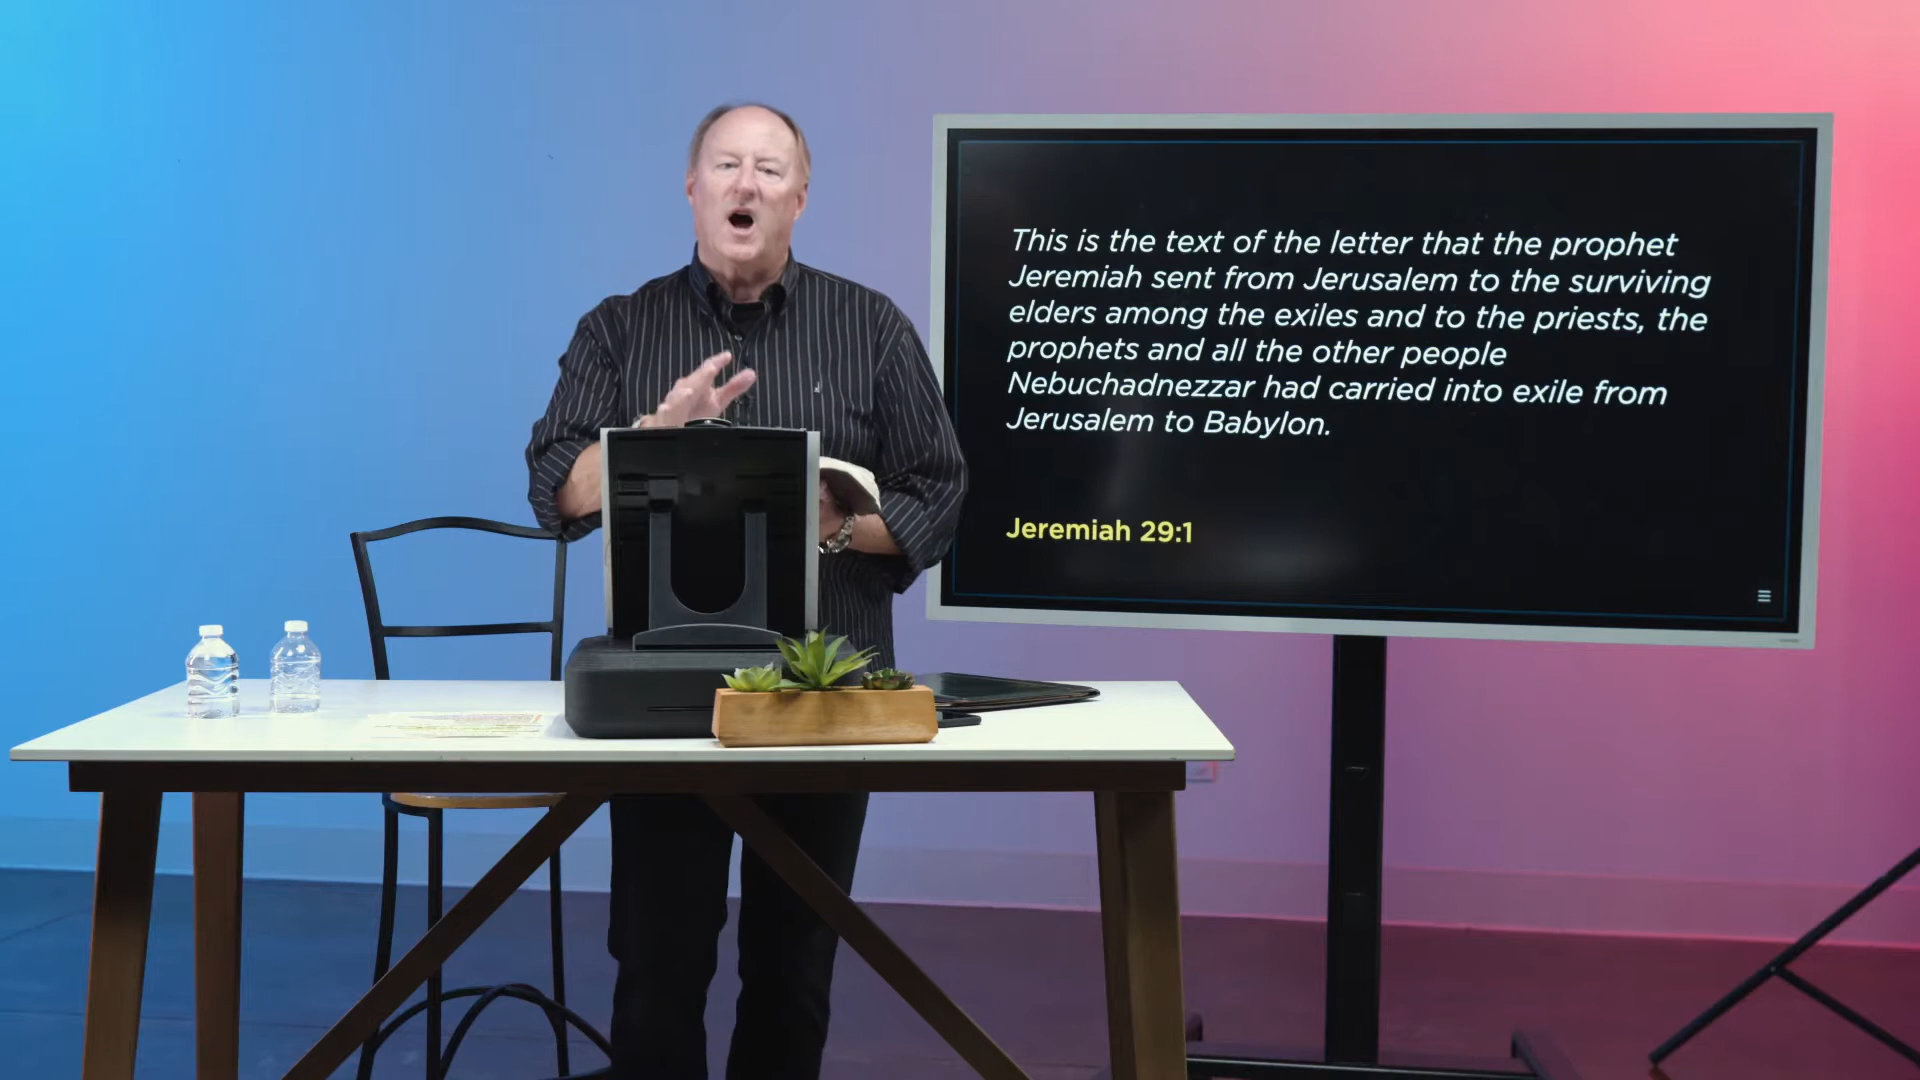 This is the text of the letter that the prophet
Jeremiah sent from Jerusalem to the surviving
elders among the exiles and to the priests, the
prophets and all the other people
Nebuchadnezzar had carried into exile from
Jerusalem to Babylon.
Jeremiah 29:1